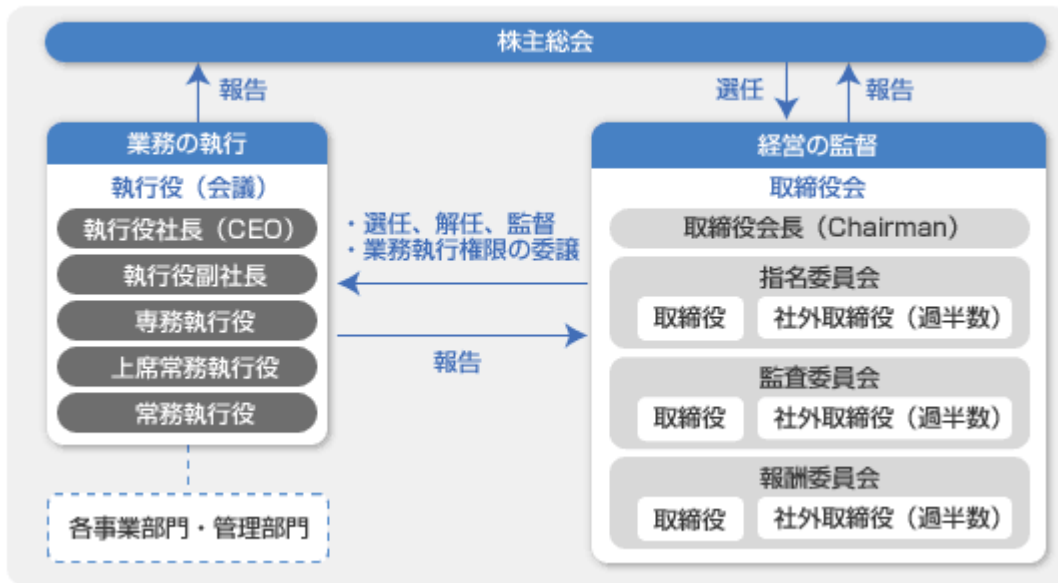 株主総会
報告
選任
報告
業務の執行
執行役（会議）
執行役社長（CEO）
執行役副社長
専務執行役
上席常務執行役
常務執行役
各事業部門・管理部門
・選任、解任、監督
・業務執行権限の委譲
報告
経営の監督
取締役会
取締役会長（Chairman）
指名委員会
取締役 社外取締役（過半数）
監査委員会
取締役 社外取締役（過半数）
報酬委員会
取締役 社外取締役（過半数）